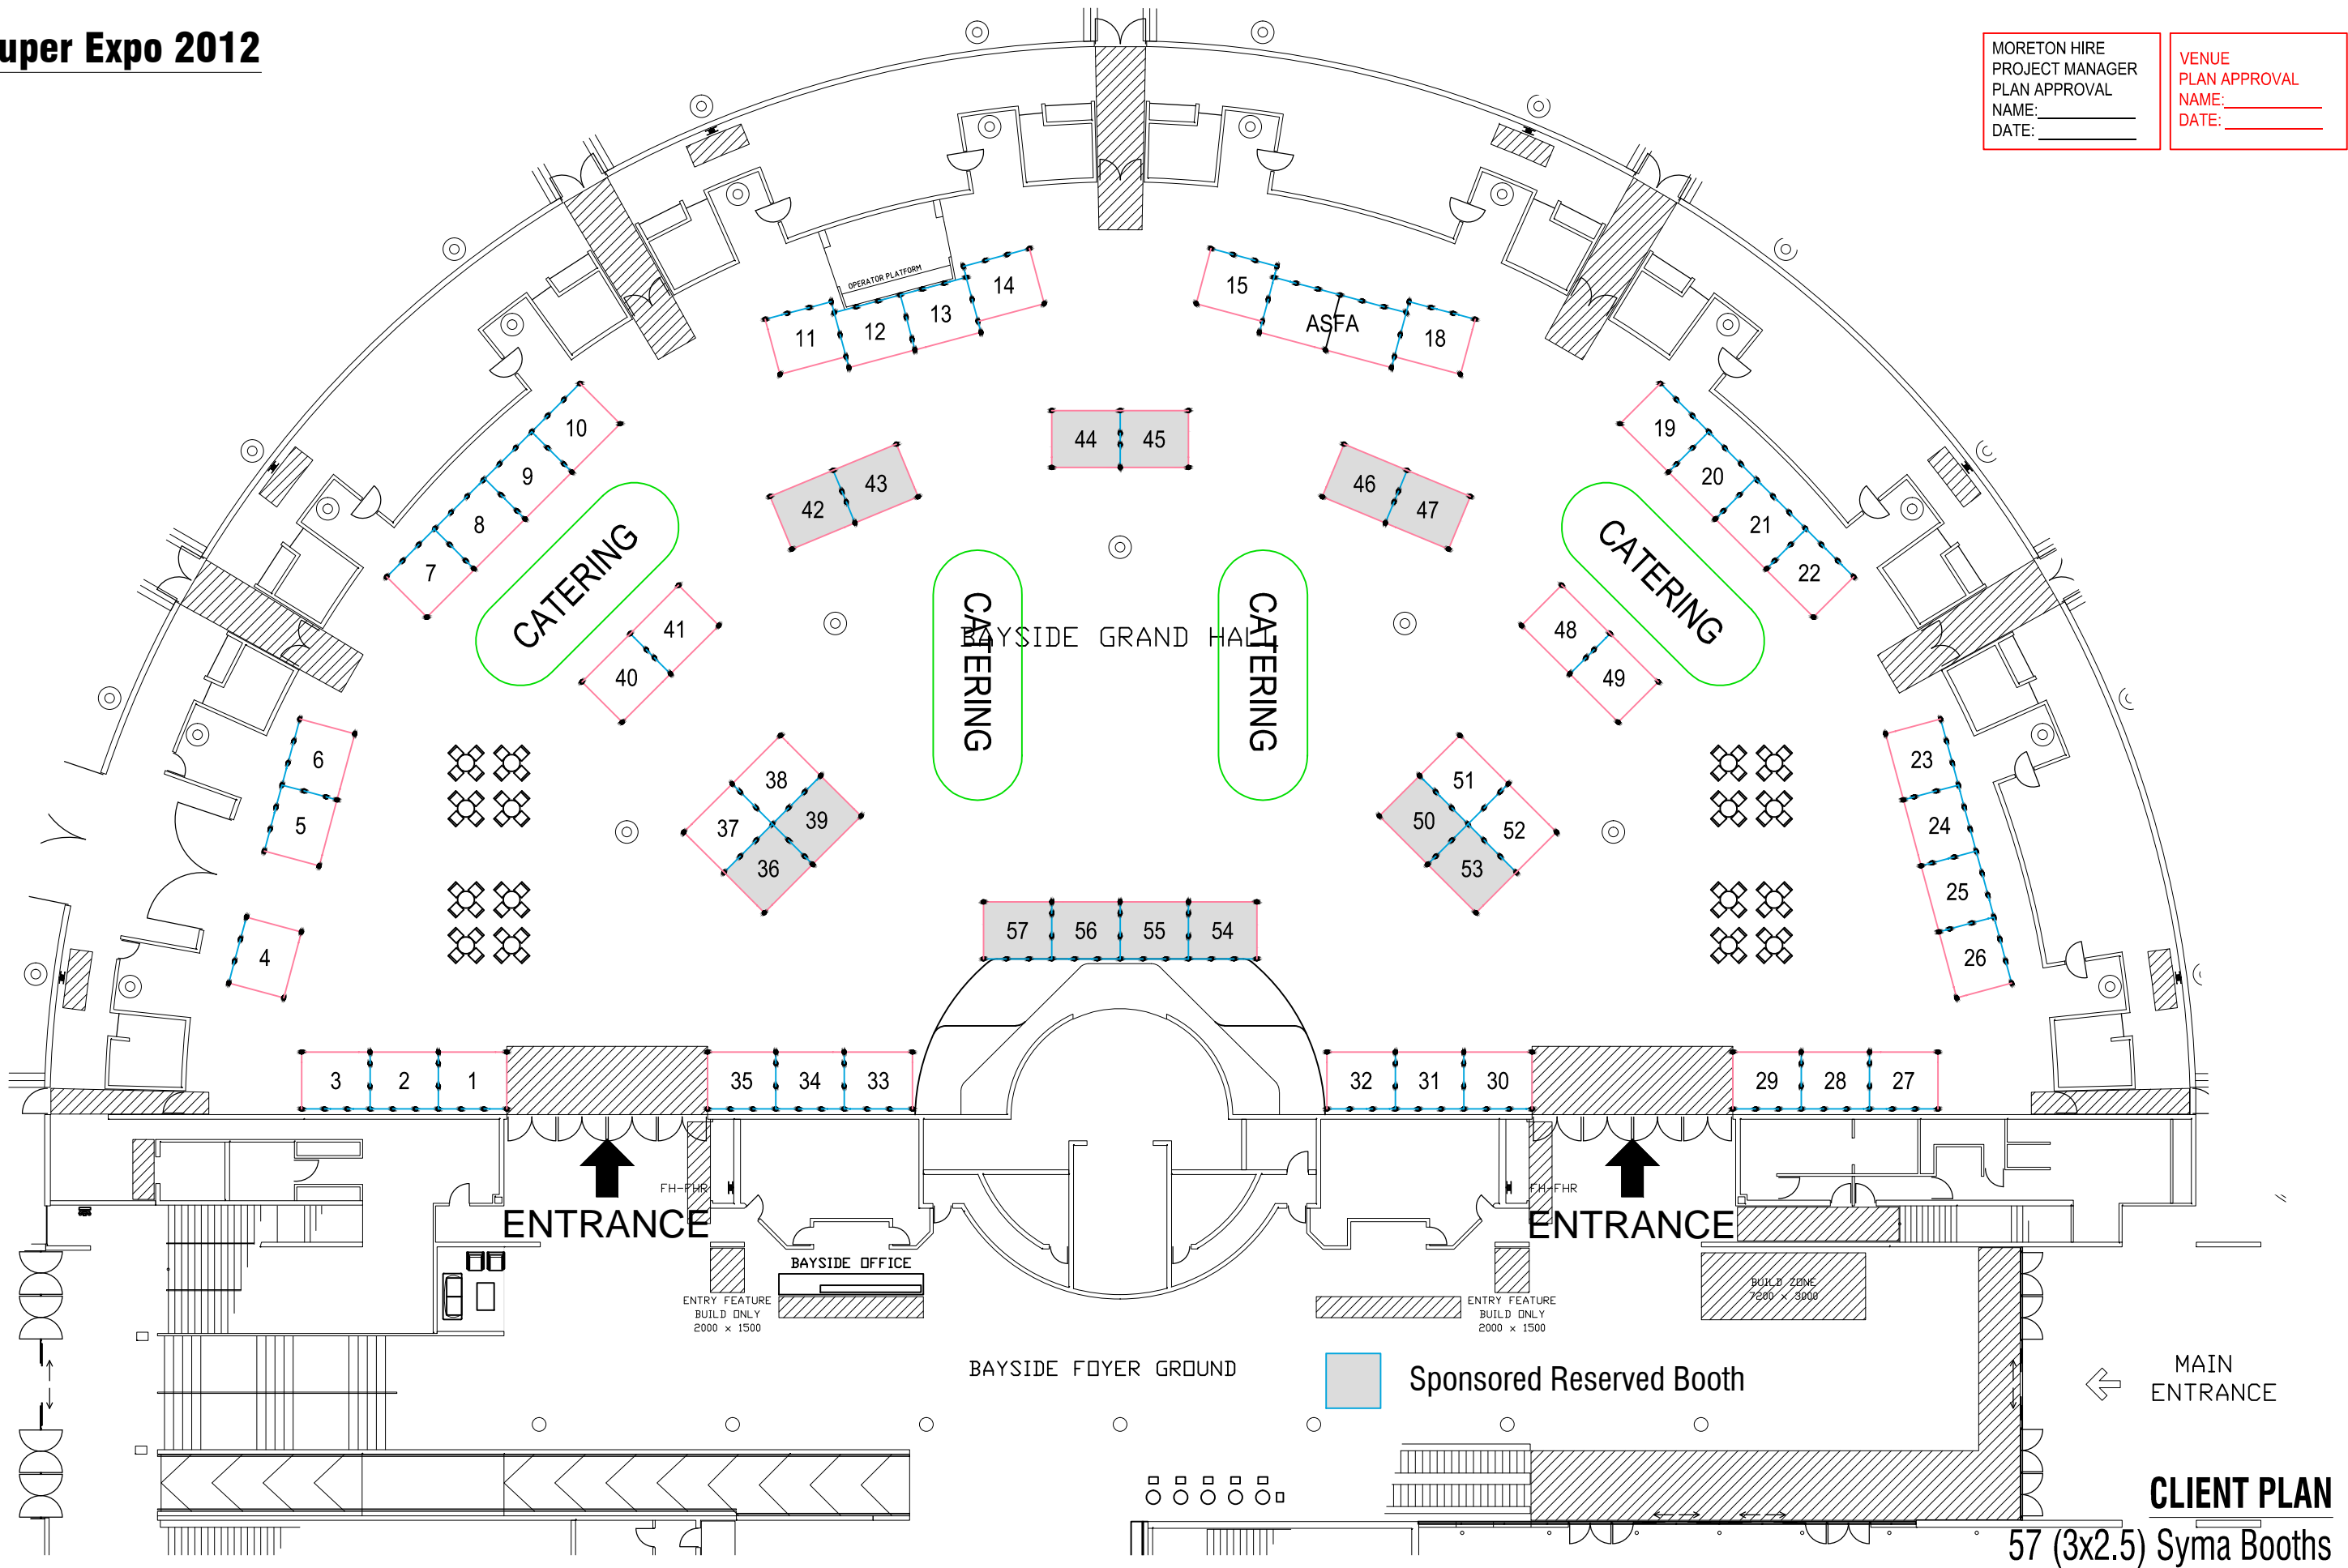 uper Expo 2012
MORETON HIRE
PROJECT MANAGER
PLAN APPROVAL
NAME:
DATE:
VENUE
PLAN APPROVAL
NAME:
DATE:
OPERATOR PLATFORM
14
15
13
12
11
ASFA
18
10
9
8
7
44
45
43
42
46
47
19
20
21
22
CATERING
CATERING
CATERING
CATERING
BAYSIDE GRAND HALL
41
40
48
49
6
5
4
38
37
39
36
51
50
52
53
23
24
25
26
57
56
55
54
3
2
1
35
34
33
32
31
30
29
28
27
FH-FHR
FH-FHR
ENTRANCE
ENTRANCE
BAYSIDE OFFICE
ENTRY FEATURE
BUILD ONLY
2000 x 1500
ENTRY FEATURE
BUILD ONLY
2000 x 1500
BUILD ZONE
7200 x 3000
BAYSIDE FOYER GROUND
Sponsored Reserved Booth
MAIN
ENTRANCE
CLIENT PLAN
57 (3x2.5) Syma Booths